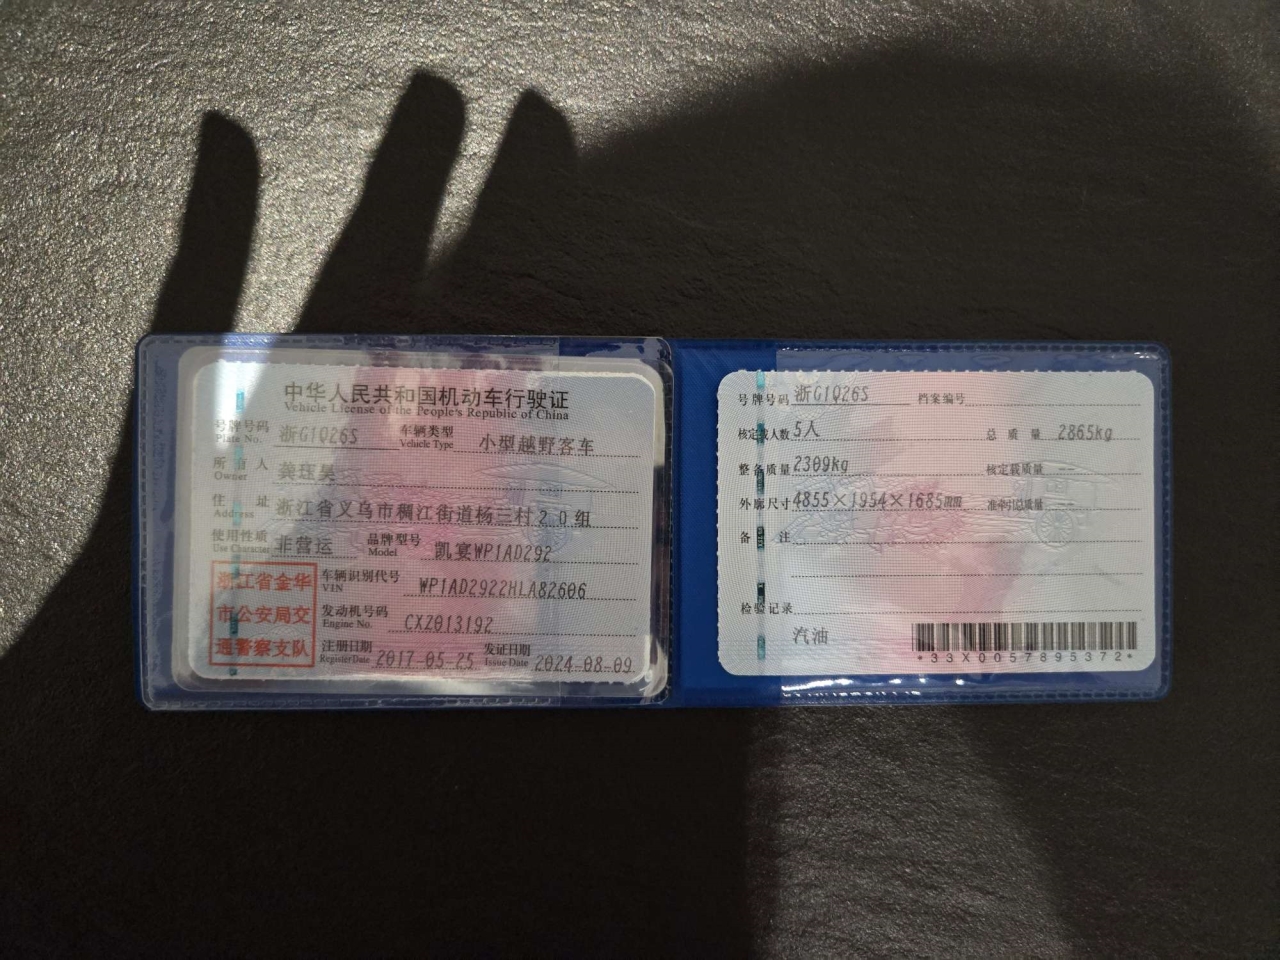 中华人民共和国机动车行驶证
Vehicle License of the People's Republic of China
号牌号码 Plate No. 浙G1Q26S 车辆类型 Vehicle Type 小型越野客车
所有人 Owner 龚珏昊
住址 Address 浙江省义乌市稠江街道杨三村20组
使用性质 Use Character 非营运 品牌型号 Model 凯宴WP1AD292
浙江省金华
市公安局交
通警察支队
车辆识别代号 VIN WP1AD2922HLA82606
发动机号码 Engine No. CXZ013192
注册日期 Register Date 2017-05-25 发证日期 Issue Date 2024-08-09
号牌号码 浙G1Q26S 档案编号
核定载人数 5人 总质量 2865kg
整备质量 2309kg 核定载质量 --
外廓尺寸 4855×1954×1685mm 准牵引总质量 --
备注
检验记录
汽油
*33X0057895372*